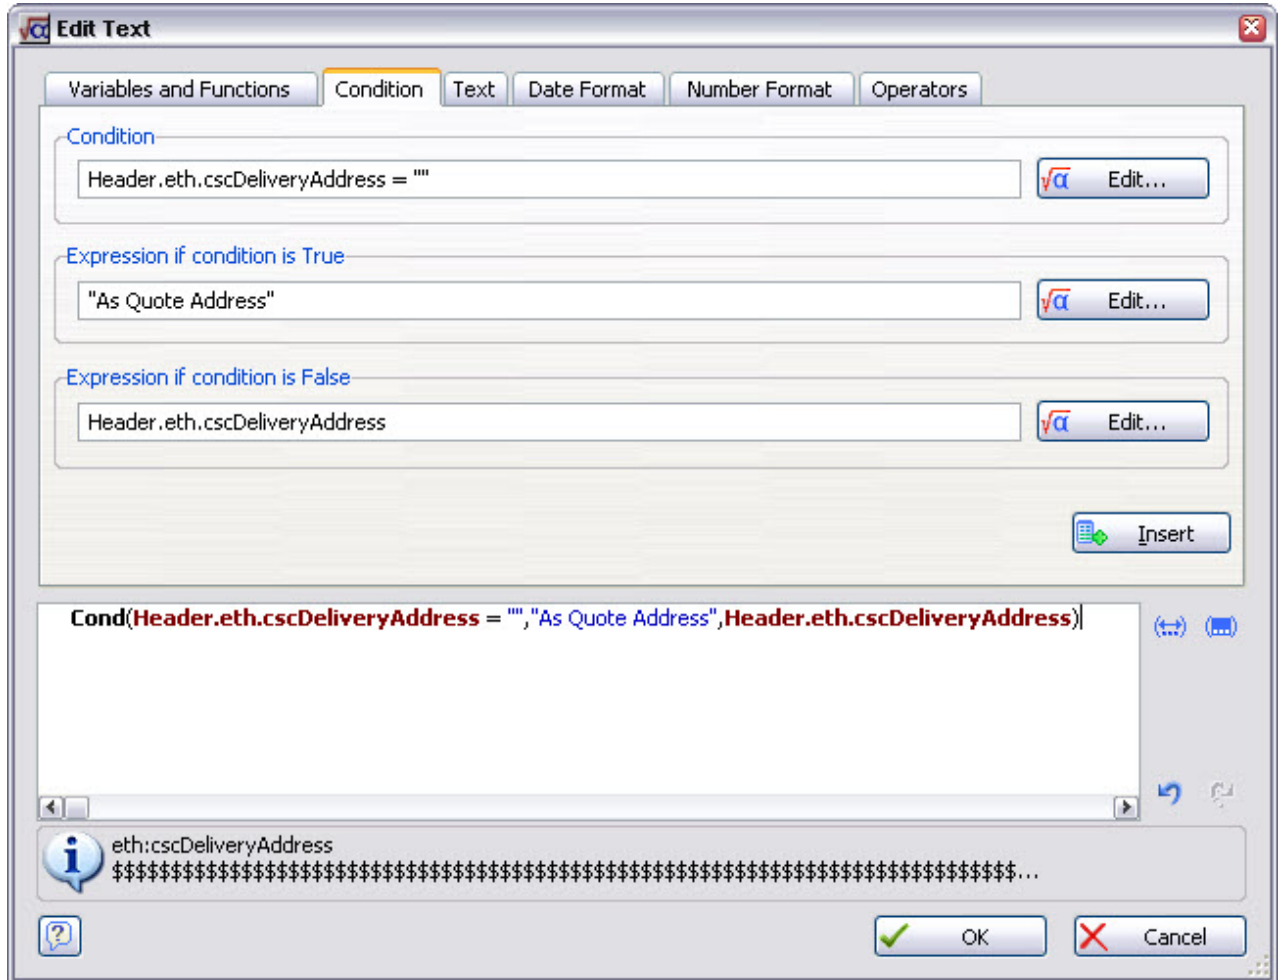 Edit Text
Variables and Functions Condition Text Date Format Number Format Operators
Condition
Header.eth.cscDeliveryAddress = "" √α Edit...
Expression if condition is True
"As Quote Address" √α Edit...
Expression if condition is False
Header.eth.cscDeliveryAddress √α Edit...
Insert
Cond(Header.eth.cscDeliveryAddress = "","As Quote Address",Header.eth.cscDeliveryAddress)
eth:cscDeliveryAddress
$$$$$$$$$$$$$$$$$$$$$$$$$$$$$$$$$$$$$$$$$$$$$$$$$$$$$$$$$$$$$$$$$$$$$$$$$$$$$...
OK Cancel